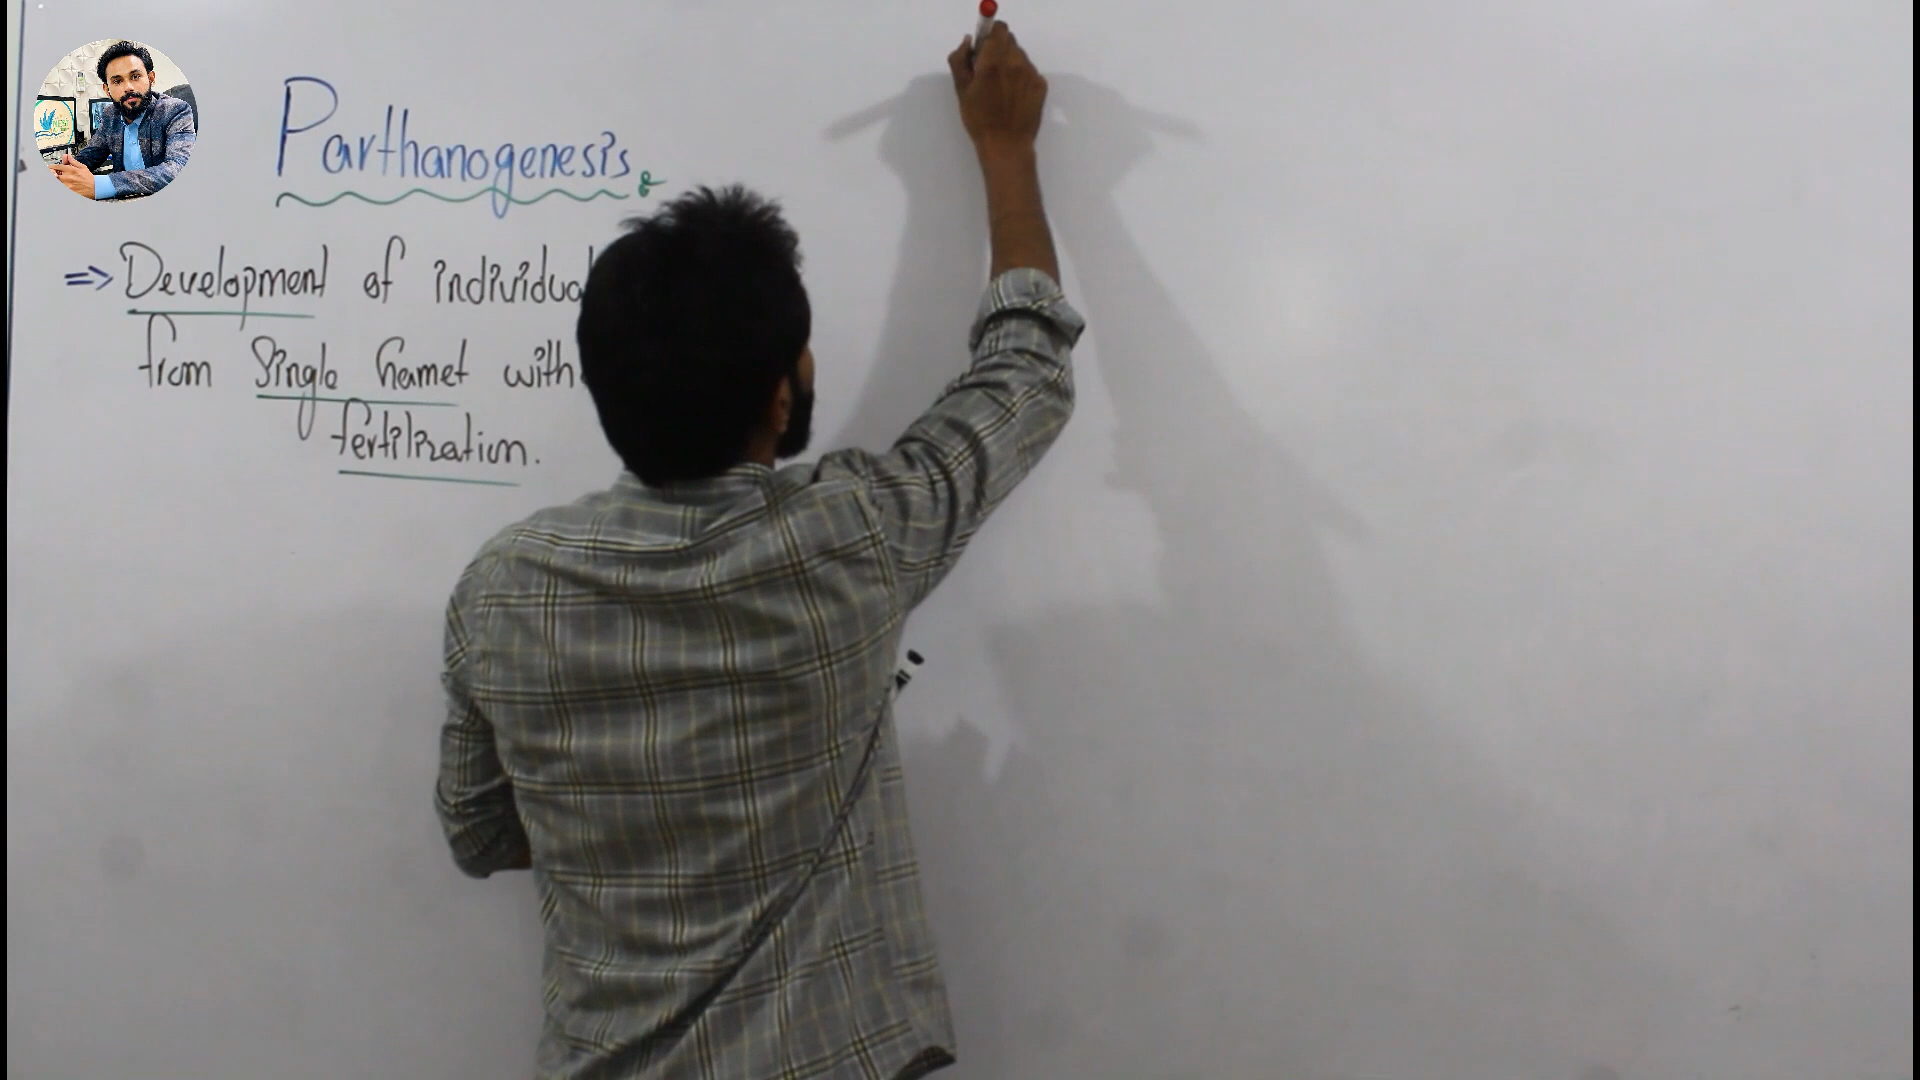 Parthanogenesis
=> Development of individual
from Single Gamet with
fertilization.